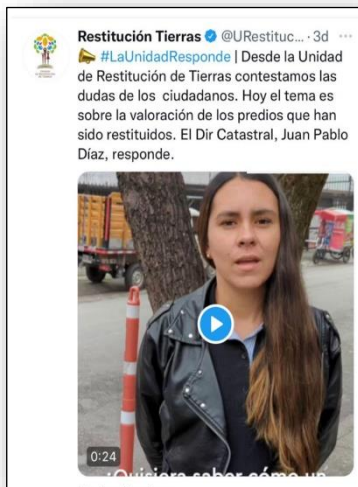 Restitución Tierras @URestituc... · 3d ...
#LaUnidadResponde | Desde la Unidad
de Restitución de Tierras contestamos las
dudas de los ciudadanos. Hoy el tema es
sobre la valoración de los predios que han
sido restituidos. El Dir Catastral, Juan Pablo
Díaz, responde.
0:24
¿Quisiera saber cómo un